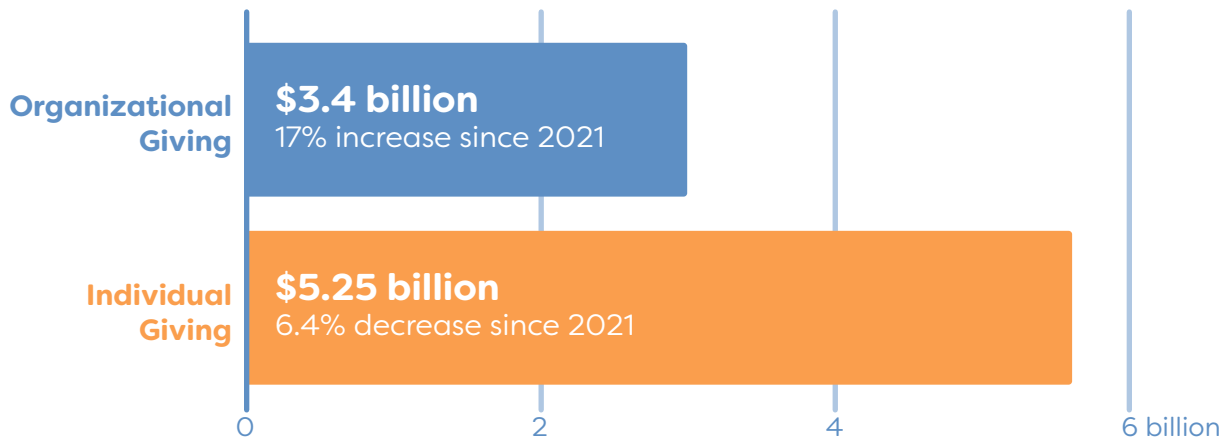 Organizational
Giving
$3.4 billion
17% increase since 2021
Individual
Giving
$5.25 billion
6.4% decrease since 2021
0 2 4 6 billion